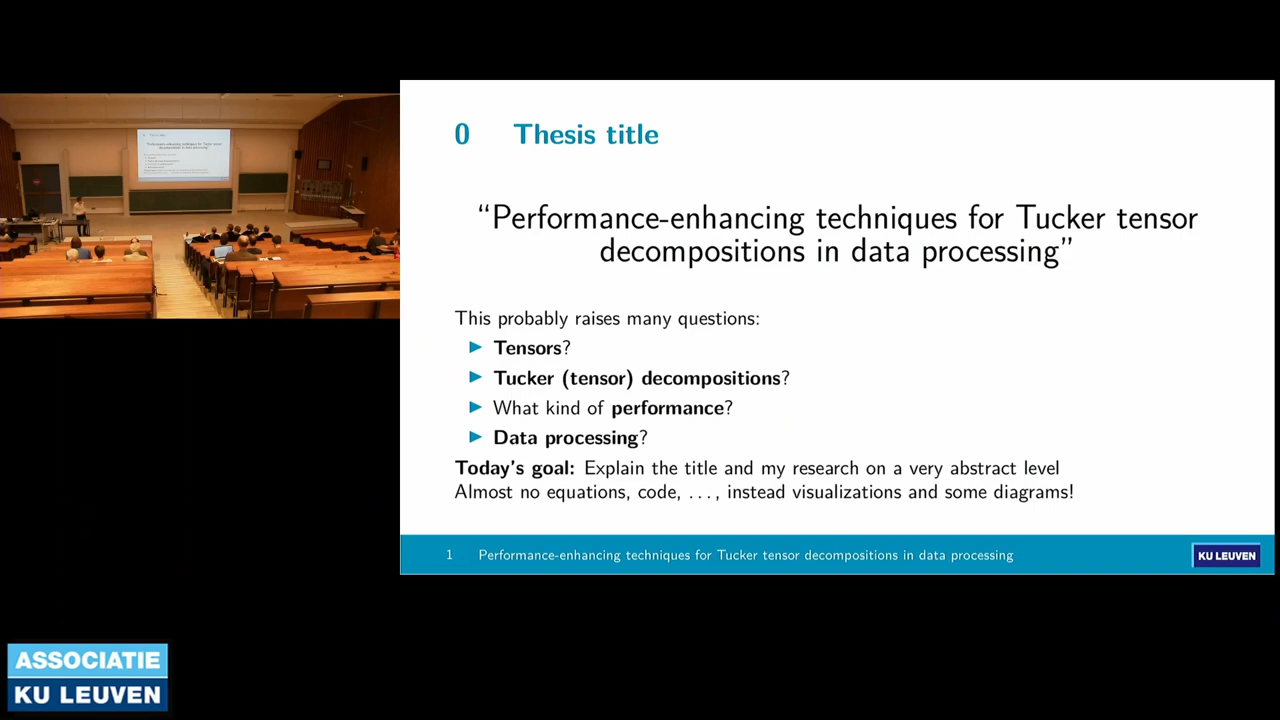 0 Thesis title
“Performance-enhancing techniques for Tucker tensor
decompositions in data processing”
This probably raises many questions:
▶ Tensors?
▶ Tucker (tensor) decompositions?
▶ What kind of performance?
▶ Data processing?
Today's goal: Explain the title and my research on a very abstract level
Almost no equations, code, ..., instead visualizations and some diagrams!
1 Performance-enhancing techniques for Tucker tensor decompositions in data processing
KU LEUVEN
ASSOCIATIE
KU LEUVEN